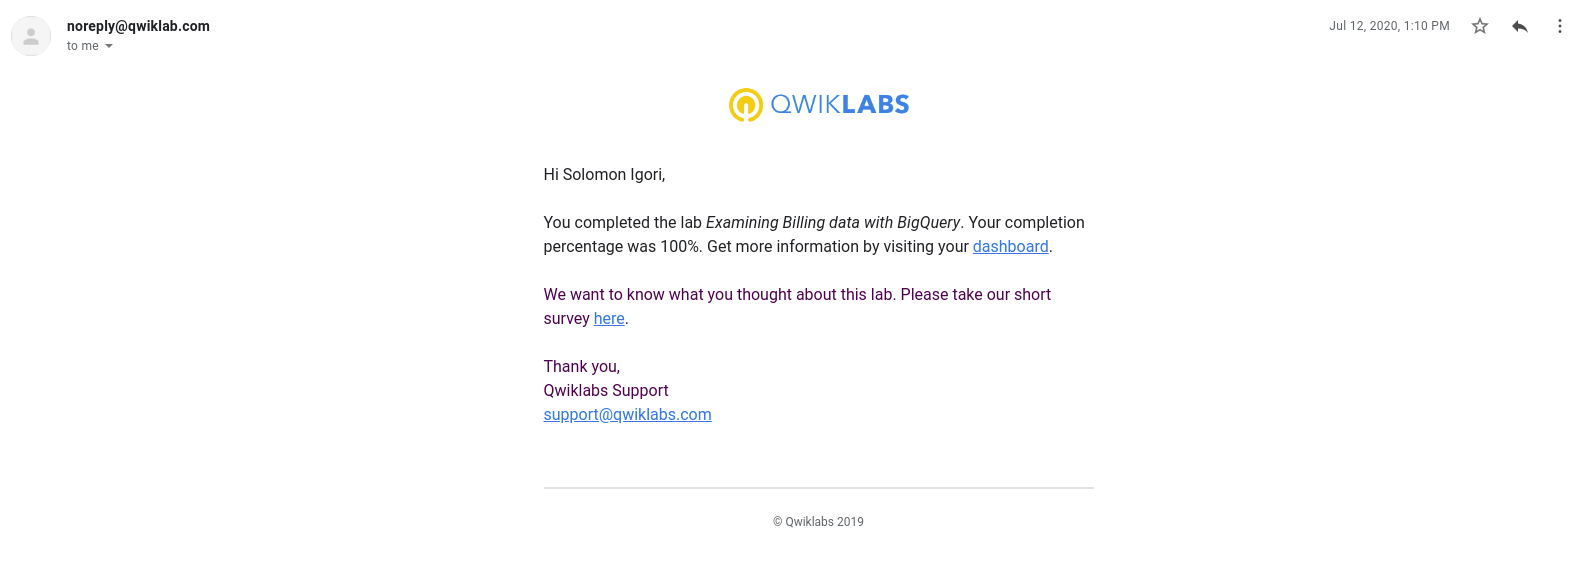 noreply@qwiklab.com
Jul 12, 2020, 1:10 PM
to me
QWIKLABS
Hi Solomon Igori,
You completed the lab Examining Billing data with BigQuery. Your completion
percentage was 100%. Get more information by visiting your dashboard.
We want to know what you thought about this lab. Please take our short
survey here.
Thank you,
Qwiklabs Support
support@qwiklabs.com
© Qwiklabs 2019